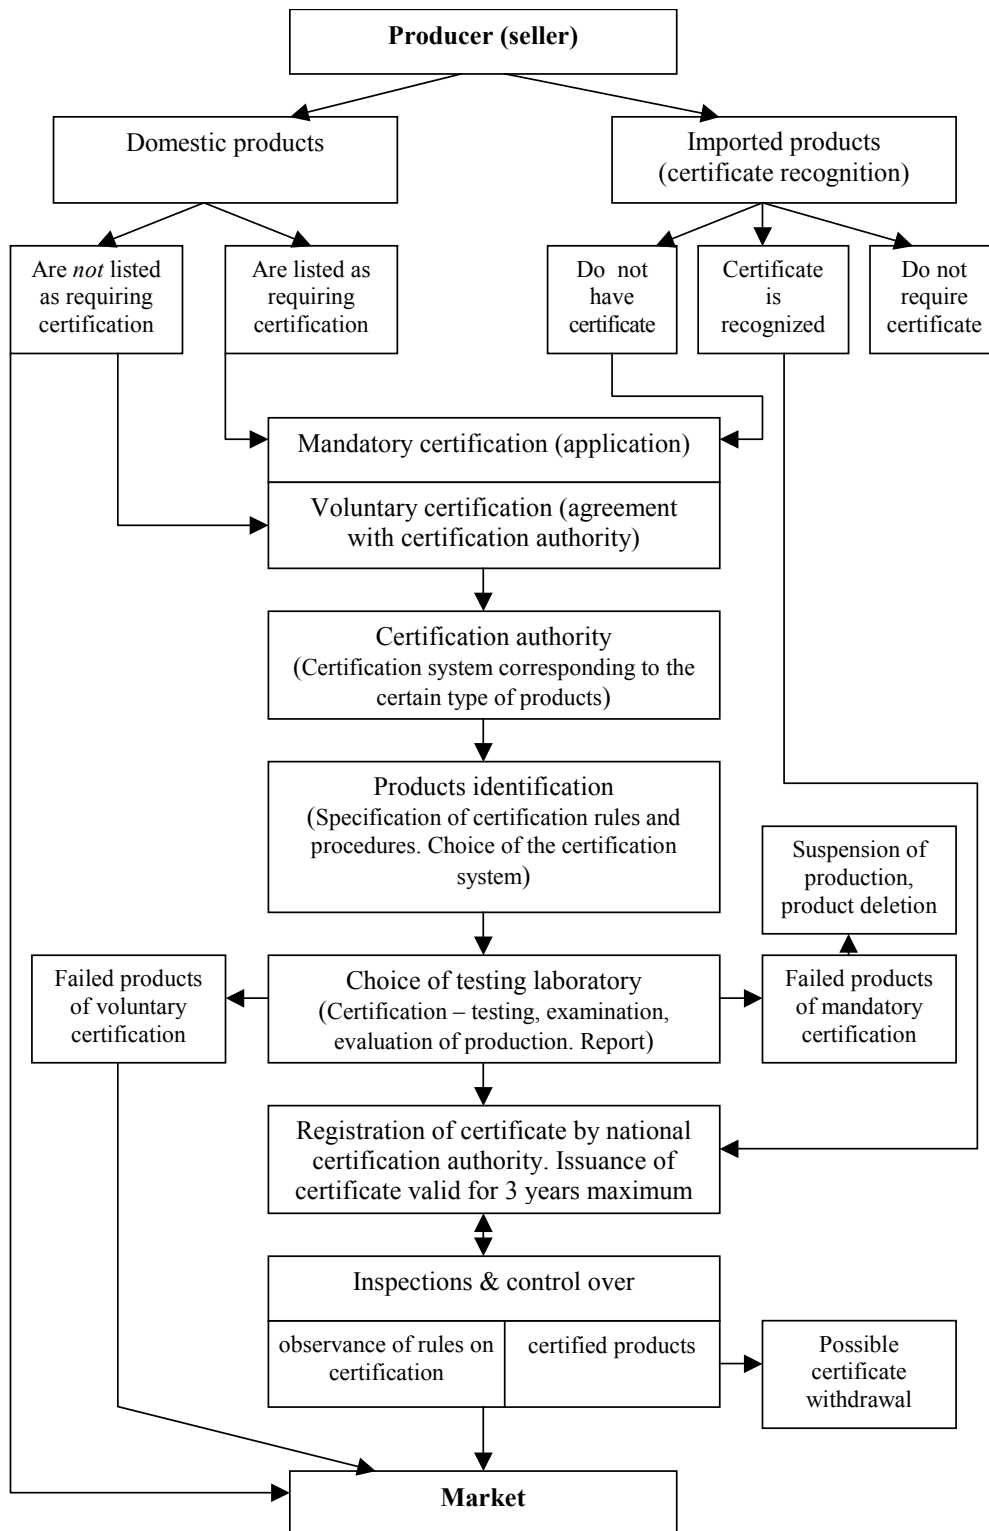 Producer (seller)
Domestic products
Imported products
(certificate recognition)
Are not listed
as requiring
certification
Are listed as
requiring
certification
Do not
have
certificate
Certificate
is
recognized
Do not
require
certificate
Mandatory certification (application)
Voluntary certification (agreement
with certification authority)
Certification authority
(Certification system corresponding to the
certain type of products)
Products identification
(Specification of certification rules and
procedures. Choice of the certification
system)
Suspension of
production,
product deletion
Failed products
of voluntary
certification
Choice of testing laboratory
(Certification – testing, examination,
evaluation of production. Report)
Failed products
of mandatory
certification
Registration of certificate by national
certification authority. Issuance of
certificate valid for 3 years maximum
Inspections & control over
observance of rules on
certification
certified products
Possible
certificate
withdrawal
Market